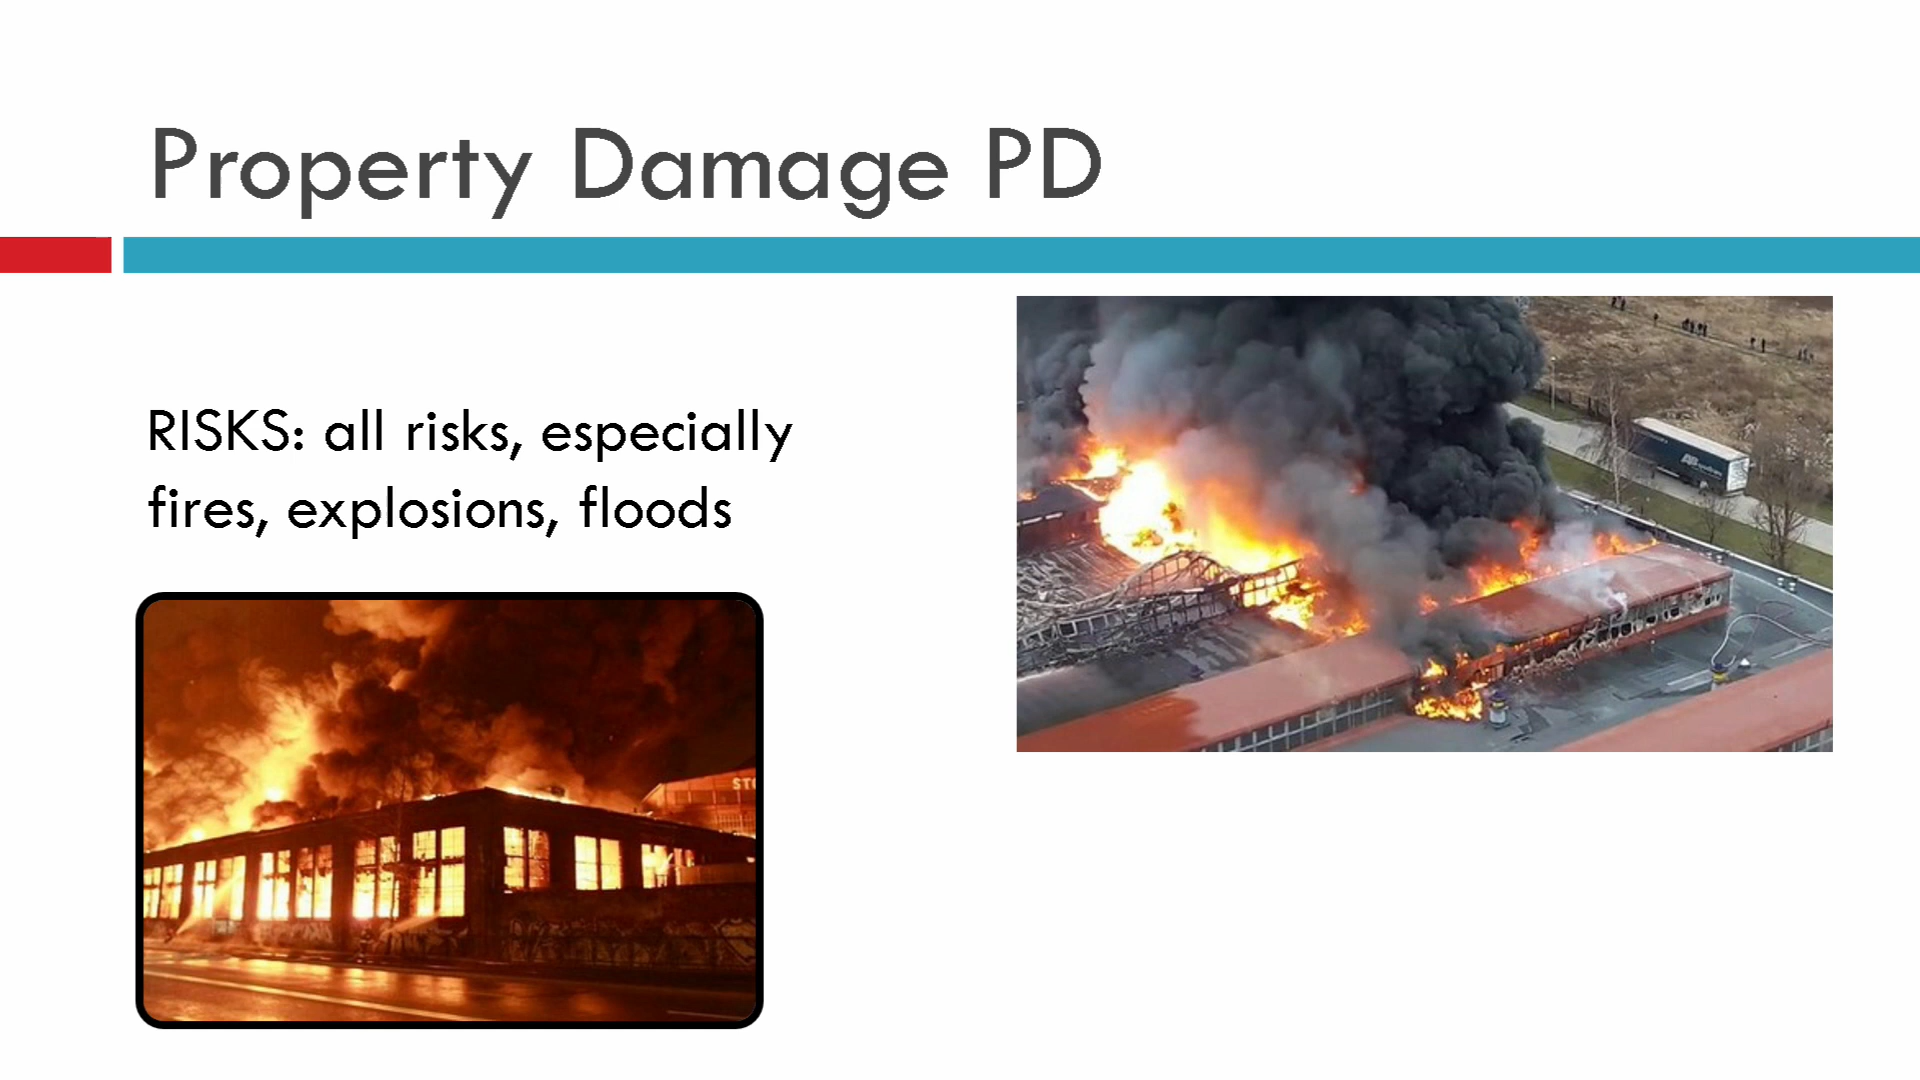 Property Damage PD
RISKS: all risks, especially
fires, explosions, floods